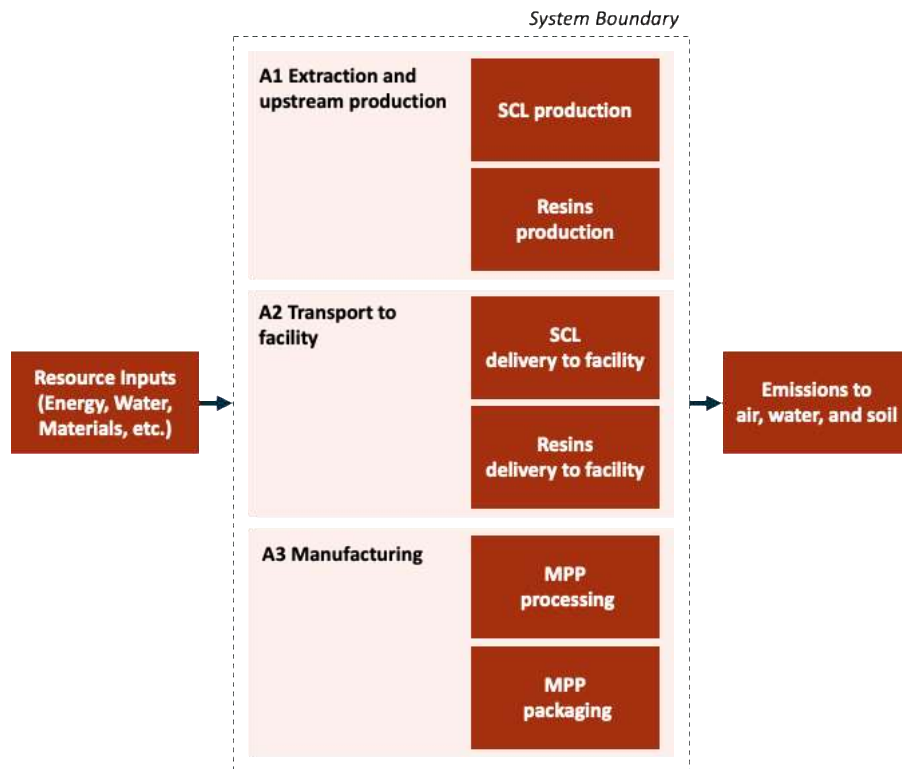 System Boundary
A1 Extraction and
upstream production
SCL production
Resins
production
A2 Transport to
facility
SCL
delivery to facility
Resins
delivery to facility
Resource Inputs
(Energy, Water,
Materials, etc.)
Emissions to
air, water, and soil
A3 Manufacturing
MPP
processing
MPP
packaging